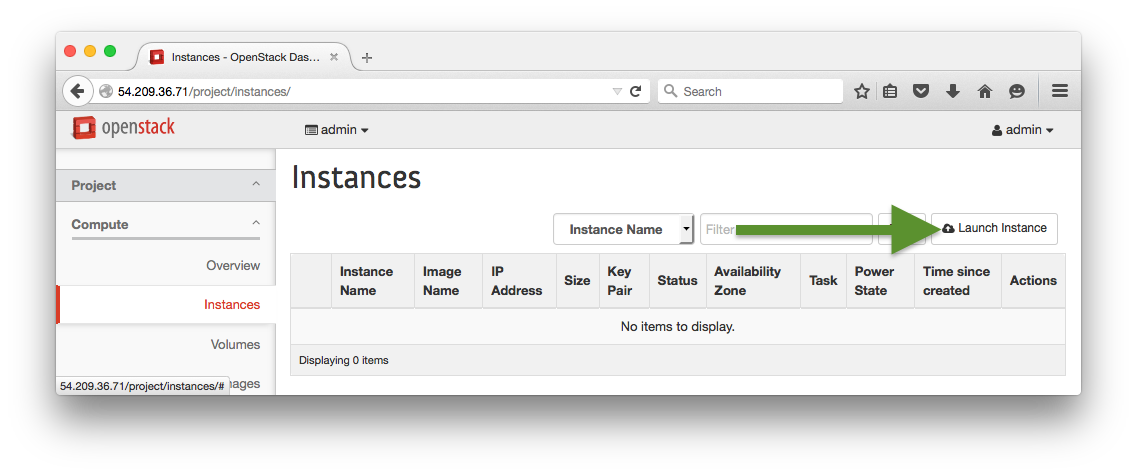 Instances - OpenStack Das...
54.209.36.71/project/instances/
Search
openstack
admin
admin
Project
Compute
Overview
Instances
Volumes
54.209.36.71/project/instances/#
Instances
Instance Name
Filter
Launch Instance
Instance Name
Image Name
IP Address
Size
Key Pair
Status
Availability Zone
Task
Power State
Time since created
Actions
No items to display.
Displaying 0 items